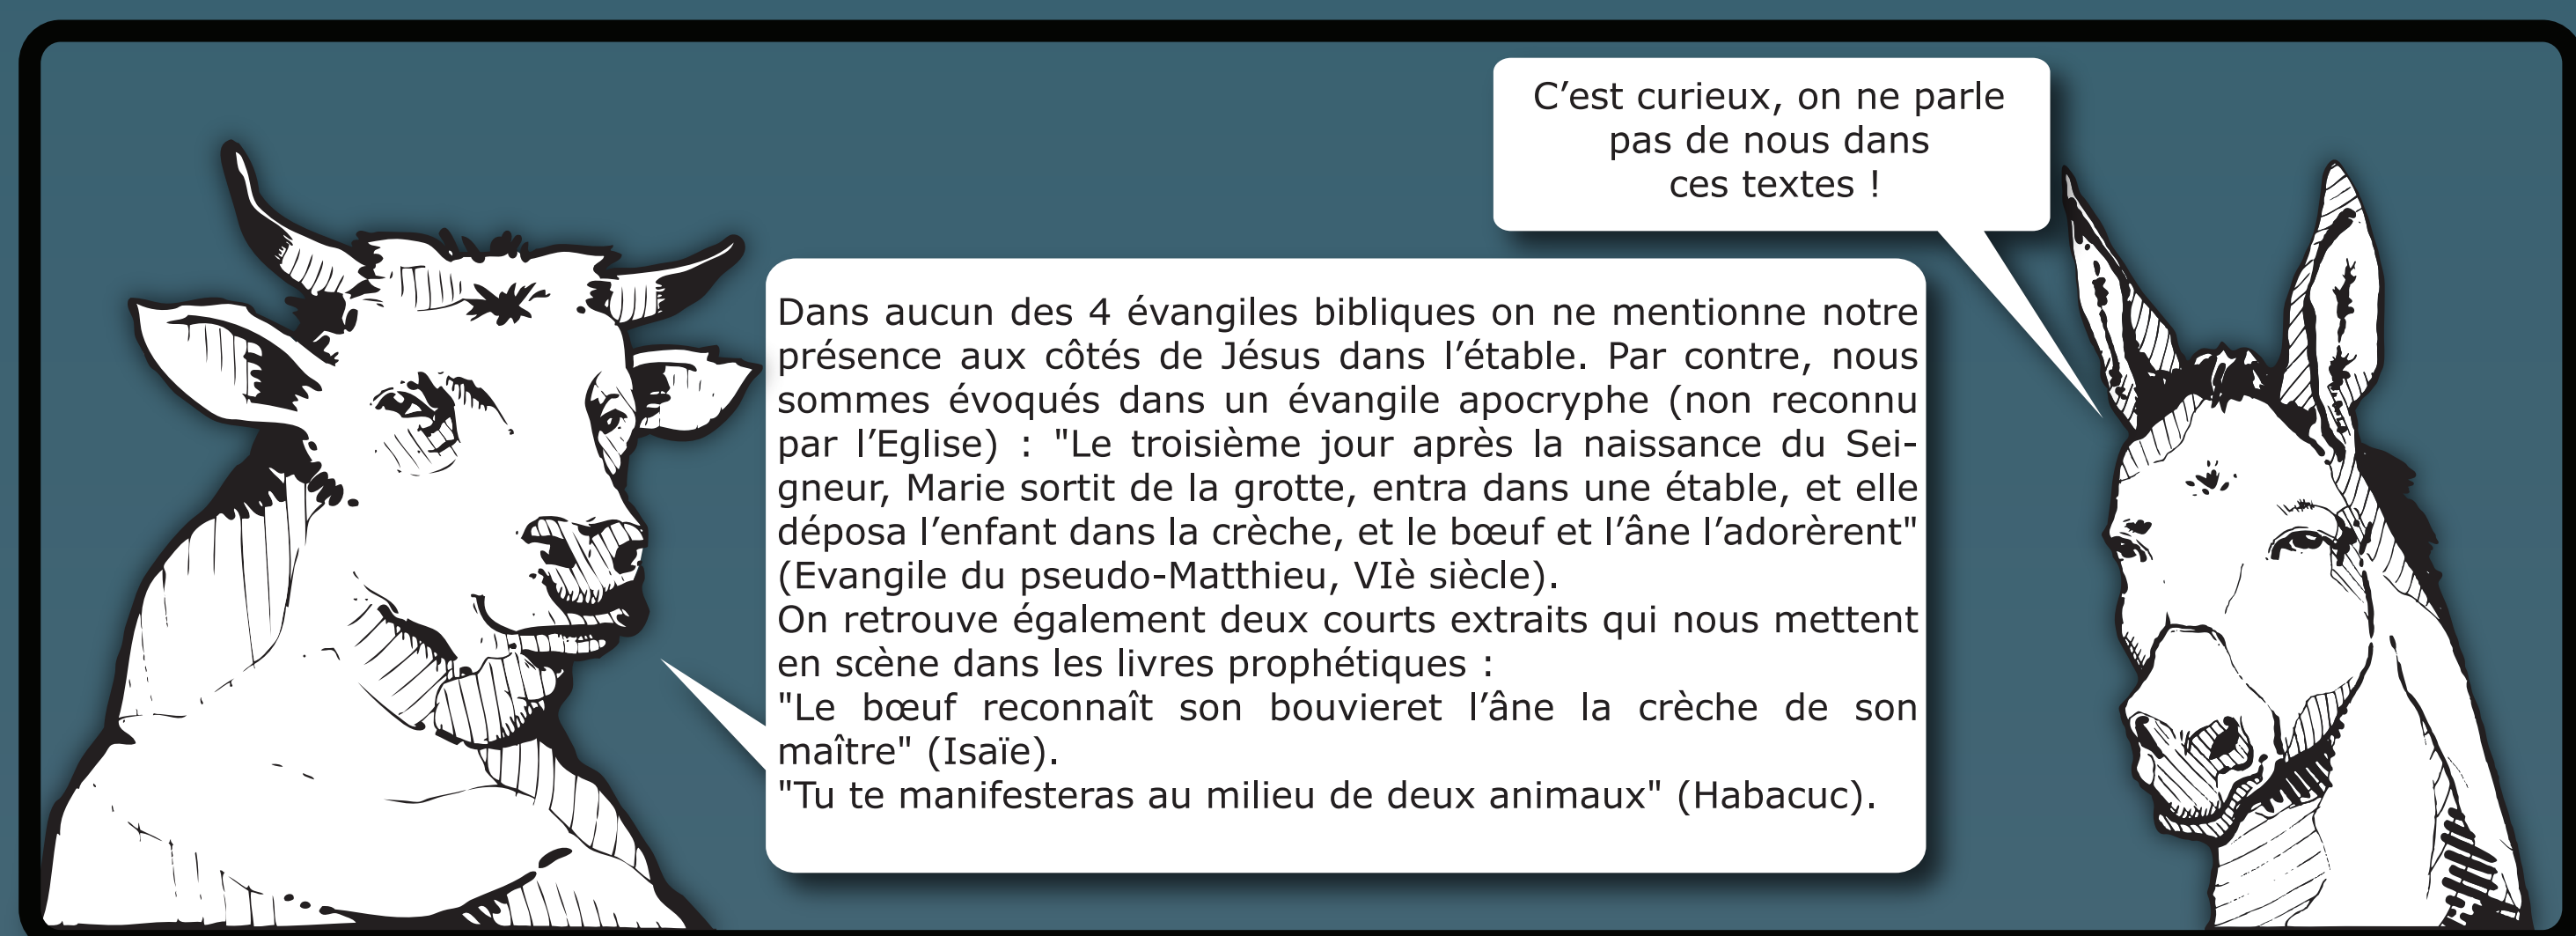 C’est curieux, on ne parle
pas de nous dans
ces textes !
Dans aucun des 4 évangiles bibliques on ne mentionne notre
présence aux côtés de Jésus dans l’étable. Par contre, nous
sommes évoqués dans un évangile apocryphe (non reconnu
par l’Eglise) : "Le troisième jour après la naissance du Sei-
gneur, Marie sortit de la grotte, entra dans une étable, et elle
déposa l’enfant dans la crèche, et le bœuf et l’âne l’adorèrent"
(Evangile du pseudo-Matthieu, VIè siècle).
On retrouve également deux courts extraits qui nous mettent
en scène dans les livres prophétiques :
"Le bœuf reconnaît son bouvieret l’âne la crèche de son
maître" (Isaïe).
"Tu te manifesteras au milieu de deux animaux" (Habacuc).